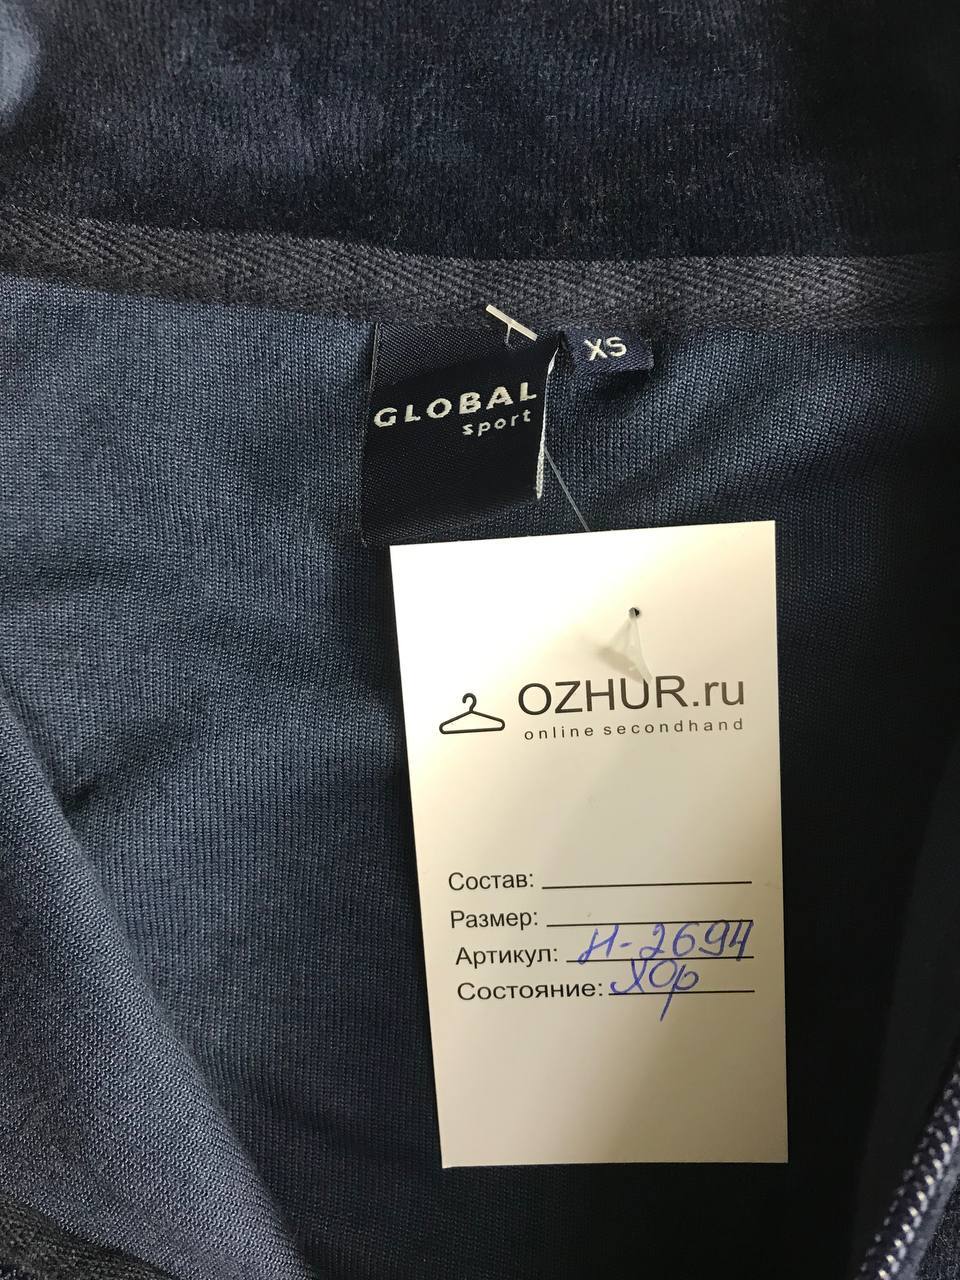 GLOBAL
sport
XS
OZHUR.ru
online secondhand
Состав:
Размер:
Артикул: И-2694
Состояние: Хор